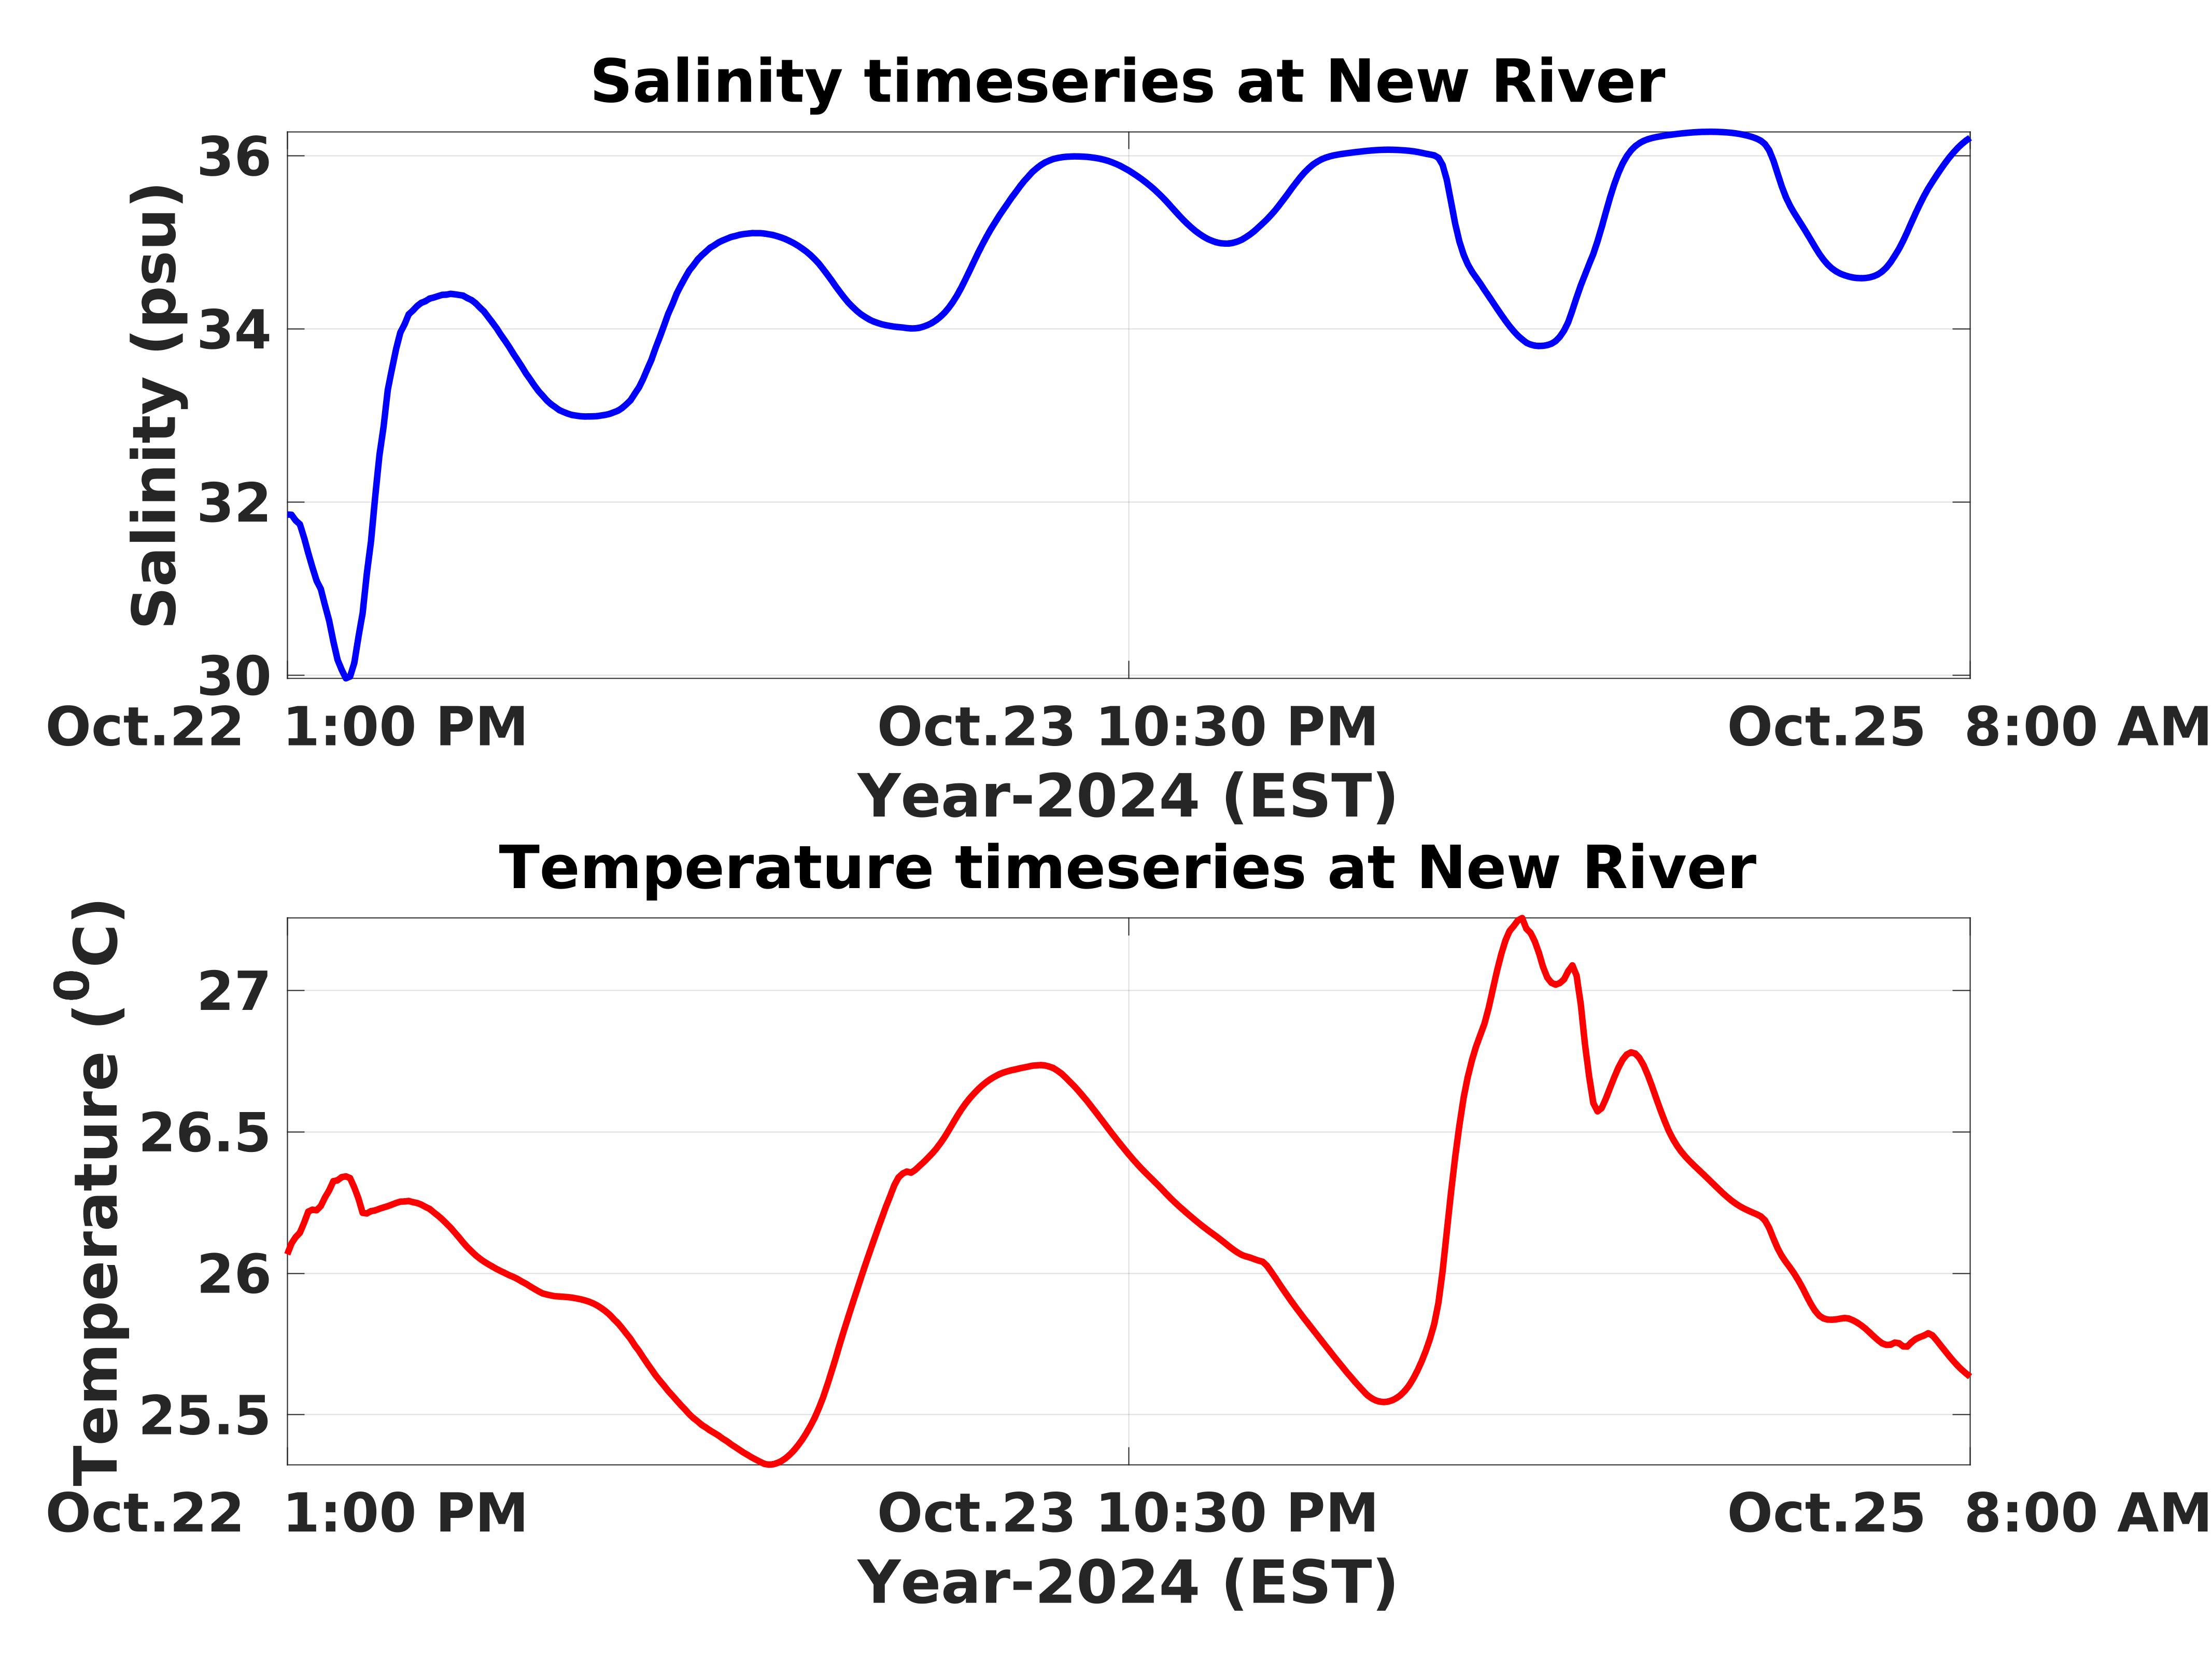 Salinity timeseries at New River
Salinity (psu)
36
34
32
30
Oct.22  1:00 PM
Oct.23 10:30 PM
Oct.25  8:00 AM
Year-2024 (EST)
Temperature timeseries at New River
Temperature (⁰C)
27
26.5
26
25.5
Oct.22  1:00 PM
Oct.23 10:30 PM
Oct.25  8:00 AM
Year-2024 (EST)